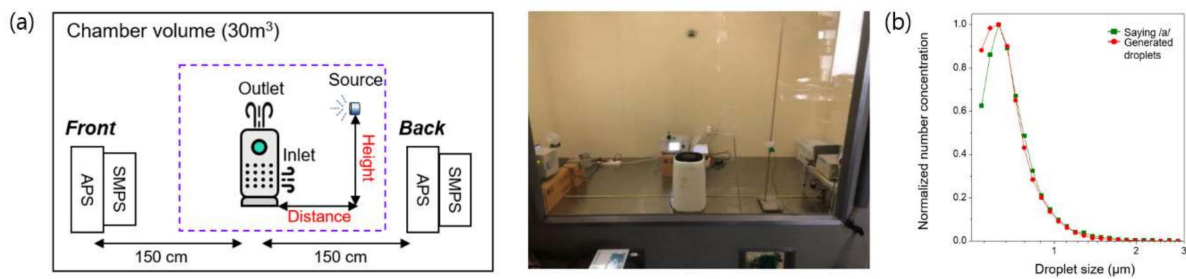 (a)
Chamber volume (30m³)
Outlet
Source
Front
Back
Inlet
Height
APS
SMPS
APS
SMPS
Distance
150 cm
150 cm
(b)
Normalized number concentration
1.0
0.8
0.6
0.4
0.2
0.0
Saying /a/
Generated
droplets
1
2
3
Droplet size (μm)